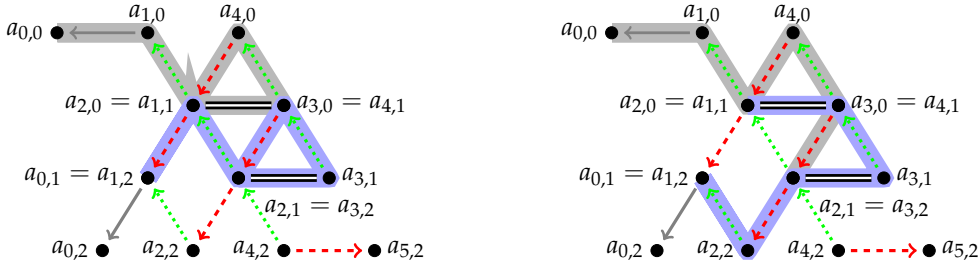 a_{1,0} a_{4,0} a_{1,0} a_{4,0}
a_{0,0} a_{0,0}
a_{2,0} = a_{1,1} a_{3,0} = a_{4,1} a_{2,0} = a_{1,1} a_{3,0} = a_{4,1}
a_{0,1} = a_{1,2} a_{3,1} a_{0,1} = a_{1,2} a_{3,1}
a_{2,1} = a_{3,2} a_{2,1} = a_{3,2}
a_{0,2} a_{2,2} a_{4,2} a_{5,2} a_{0,2} a_{2,2} a_{4,2} a_{5,2}